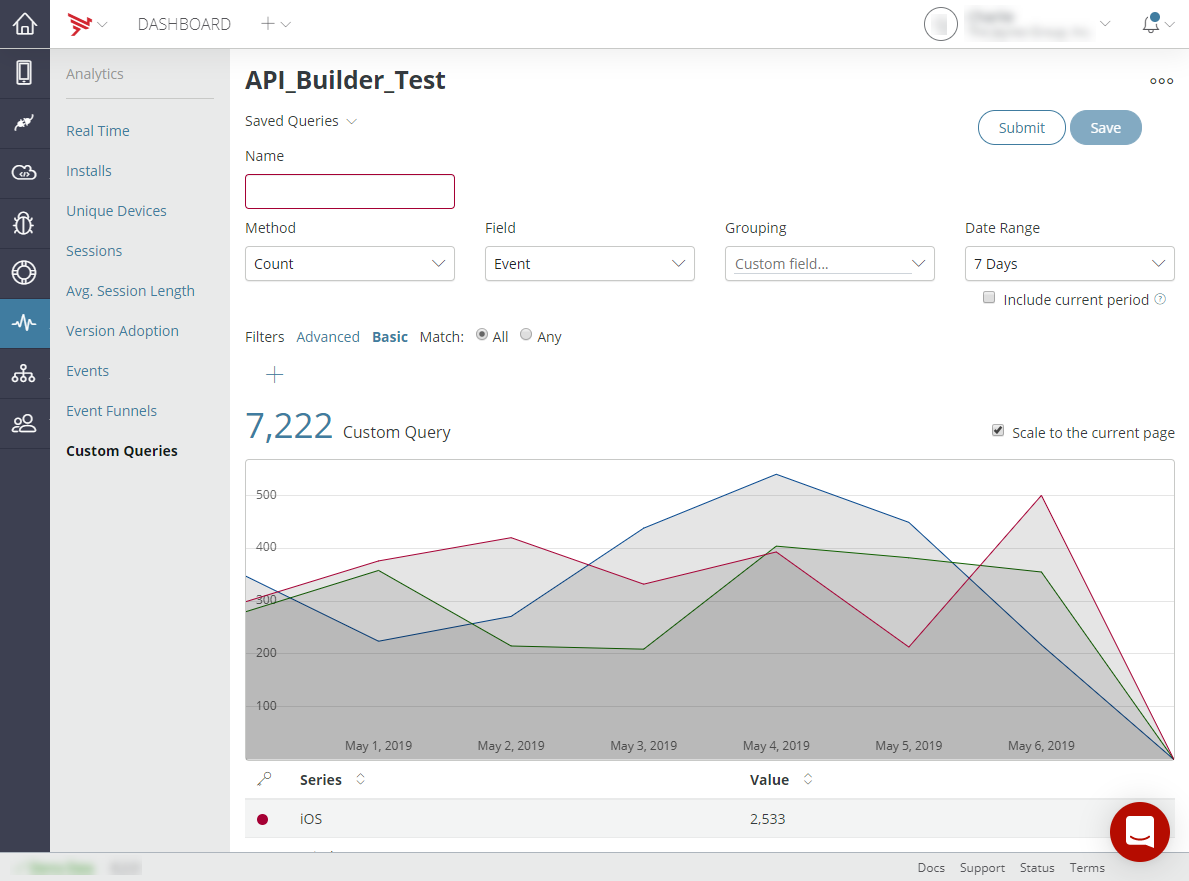 DASHBOARD
Analytics
Real Time
Installs
Unique Devices
Sessions
Avg. Session Length
Version Adoption
Events
Event Funnels
Custom Queries
API_Builder_Test
Saved Queries
Submit
Save
Name
Method
Field
Grouping
Date Range
Count
Event
Custom field...
7 Days
Include current period ?
Filters Advanced Basic Match: All Any
7,222 Custom Query
Scale to the current page
500
400
300
200
100
May 1, 2019 May 2, 2019 May 3, 2019 May 4, 2019 May 5, 2019 May 6, 2019
Series Value
iOS 2,533
Docs Support Status Terms